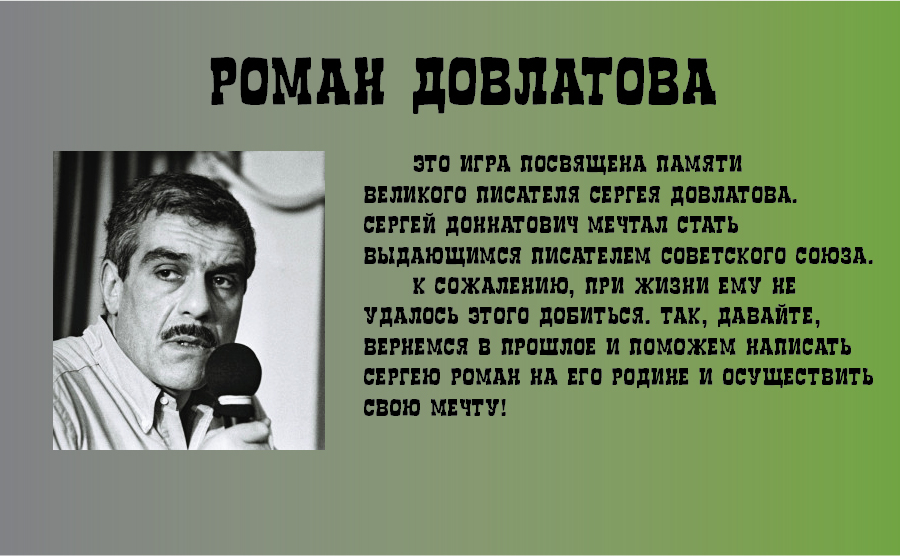 РОМАН ДОВЛАТОВА
ЭТО ИГРА ПОСВЯЩЕНА ПАМЯТИ
ВЕЛИКОГО ПИСАТЕЛЯ СЕРГЕЯ ДОВЛАТОВА.
СЕРГЕЙ ДОННАТОВИЧ МЕЧТАЛ СТАТЬ
ВЫДАЮЩИМСЯ ПИСАТЕЛЕМ СОВЕТСКОГО СОЮЗА.
К СОЖАЛЕНИЮ, ПРИ ЖИЗНИ ЕМУ НЕ
УДАЛОСЬ ЭТОГО ДОБИТЬСЯ. ТАК, ДАВАЙТЕ,
ВЕРНЕМСЯ В ПРОШЛОЕ И ПОМОЖЕМ НАПИСАТЬ
СЕРГЕЮ РОМАН НА ЕГО РОДИНЕ И ОСУЩЕСТВИТЬ
СВОЮ МЕЧТУ!